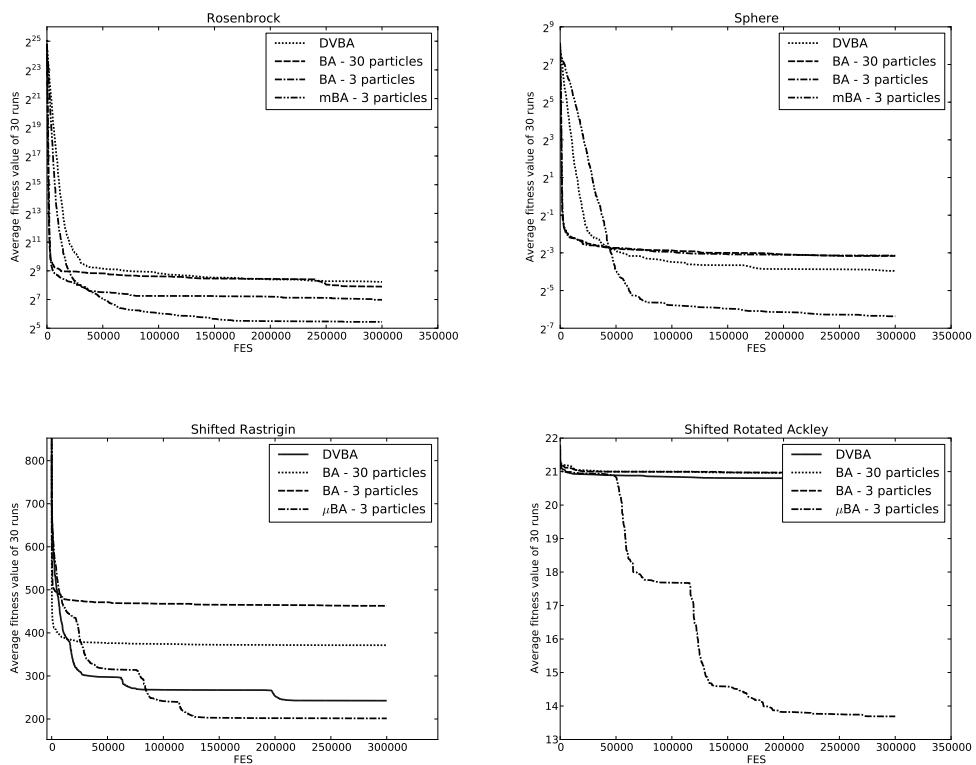 Rosenbrock
Average fitness value of 30 runs
2^25
2^23
2^21
2^19
2^17
2^15
2^13
2^11
2^9
2^7
2^5
DVBA
BA - 30 particles
BA - 3 particles
mBA - 3 particles
0 50000 100000 150000 200000 250000 300000 350000
FES
Sphere
Average fitness value of 30 runs
2^9
2^7
2^5
2^3
2^1
2^-1
2^-3
2^-5
2^-7
DVBA
BA - 30 particles
BA - 3 particles
mBA - 3 particles
0 50000 100000 150000 200000 250000 300000 350000
FES
Shifted Rastrigin
Average fitness value of 30 runs
800
700
600
500
400
300
200
DVBA
BA - 30 particles
BA - 3 particles
μBA - 3 particles
0 50000 100000 150000 200000 250000 300000
FES
Shifted Rotated Ackley
Average fitness value of 30 runs
22
21
20
19
18
17
16
15
14
13
DVBA
BA - 30 particles
BA - 3 particles
μBA - 3 particles
0 50000 100000 150000 200000 250000 300000 350000
FES